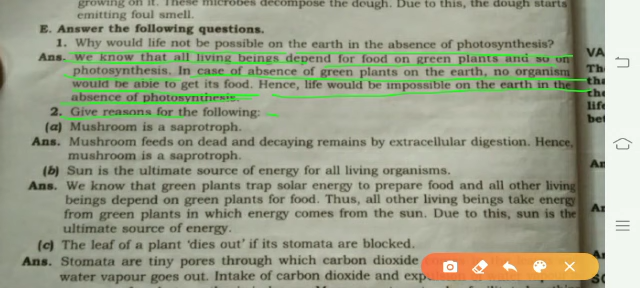 growing on it. These microbes decompose the dough. Due to this, the dough starts
emitting foul smell.
E. Answer the following questions.
1. Why would life not be possible on the earth in the absence of photosynthesis?
Ans. We know that all living beings depend for food on green plants and so on
photosynthesis. In case of absence of green plants on the earth, no organism
would be able to get its food. Hence, life would be impossible on the earth in the
absence of photosynthesis.
2. Give reasons for the following:
(a) Mushroom is a saprotroph.
Ans. Mushroom feeds on dead and decaying remains by extracellular digestion. Hence,
mushroom is a saprotroph.
(b) Sun is the ultimate source of energy for all living organisms.
Ans. We know that green plants trap solar energy to prepare food and all other living
beings depend on green plants for food. Thus, all other living beings take energy
from green plants in which energy comes from the sun. Due to this, sun is the
ultimate source of energy.
(c) The leaf of a plant 'dies out' if its stomata are blocked.
Ans. Stomata are tiny pores through which carbon dioxide
water vapour goes out. Intake of carbon dioxide and
VA
Th
the
the
life
bet
An
Ar